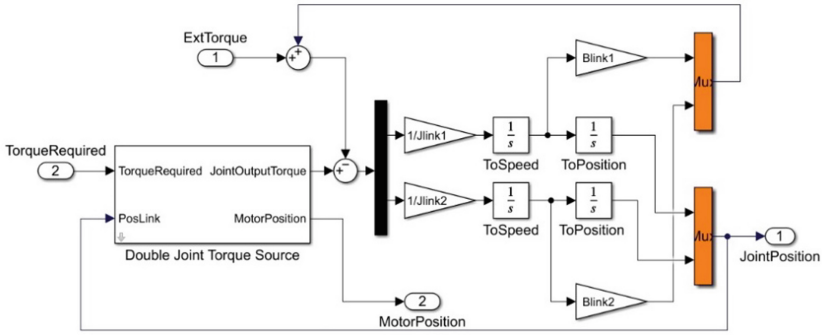 ExtTorque
1
+
+
Blink1
Mux
TorqueRequired
2
TorqueRequired
JointOutputTorque
PosLink
MotorPosition
Double Joint Torque Source
−
+
1/Jlink1
1
s
ToSpeed
1
s
ToPosition
1/Jlink2
1
s
ToSpeed
1
s
ToPosition
Mux
1
JointPosition
Blink2
2
MotorPosition